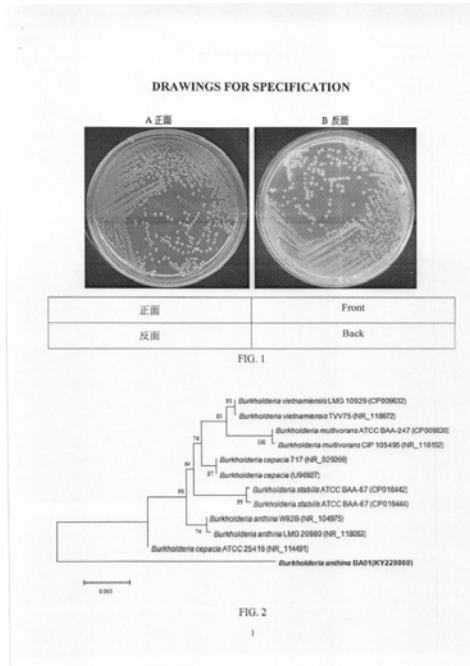 DRAWINGS FOR SPECIFICATION
A 正面 B 反面
正面 Front
反面 Back
FIG. 1
Burkholderia vietnamiensis LMG 10929 (CP009632)
Burkholderia vietnamiensis TVV75 (NR_118872)
Burkholderia multivorans ATCC BAA-247 (CP009830)
Burkholderia multivorans CIP 105495 (NR_116152)
Burkholderia cepacia 717 (NR_029209)
Burkholderia cepacia (U96927)
Burkholderia stabilis ATCC BAA-67 (CP016442)
Burkholderia stabilis ATCC BAA-67 (CP016444)
Burkholderia anthina W92B (NR_104975)
Burkholderia anthina LMG 20980 (NR_118053)
Burkholderia cepacia ATCC 25416 (NR_114491)
Burkholderia anthina BA01(KY229869)
0.005
FIG. 2
1